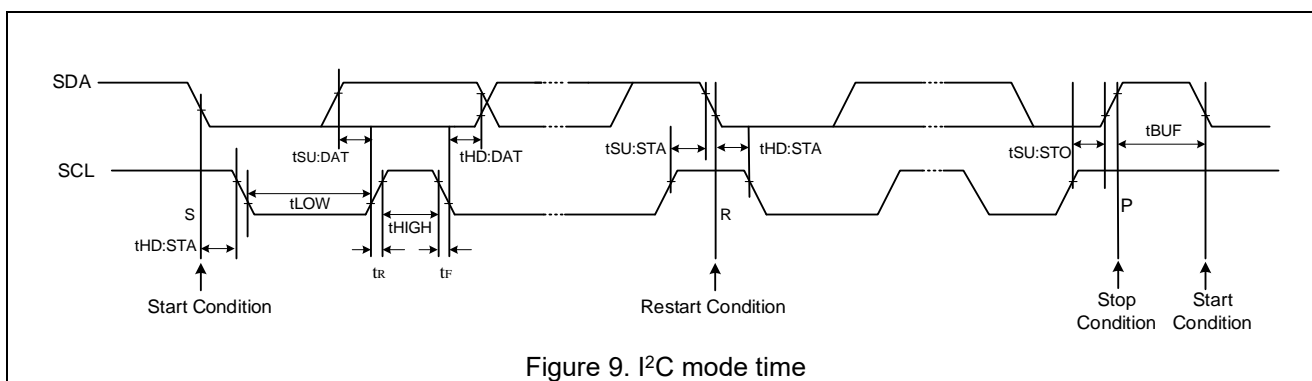 SDA
tSU:DAT
tHD:DAT
tSU:STA
tHD:STA
tSU:STO
tBUF
SCL
S
tLOW
tHIGH
R
P
tHD:STA
tR
tF
Start Condition
Restart Condition
Stop
Condition
Start
Condition
Figure 9. I²C mode time